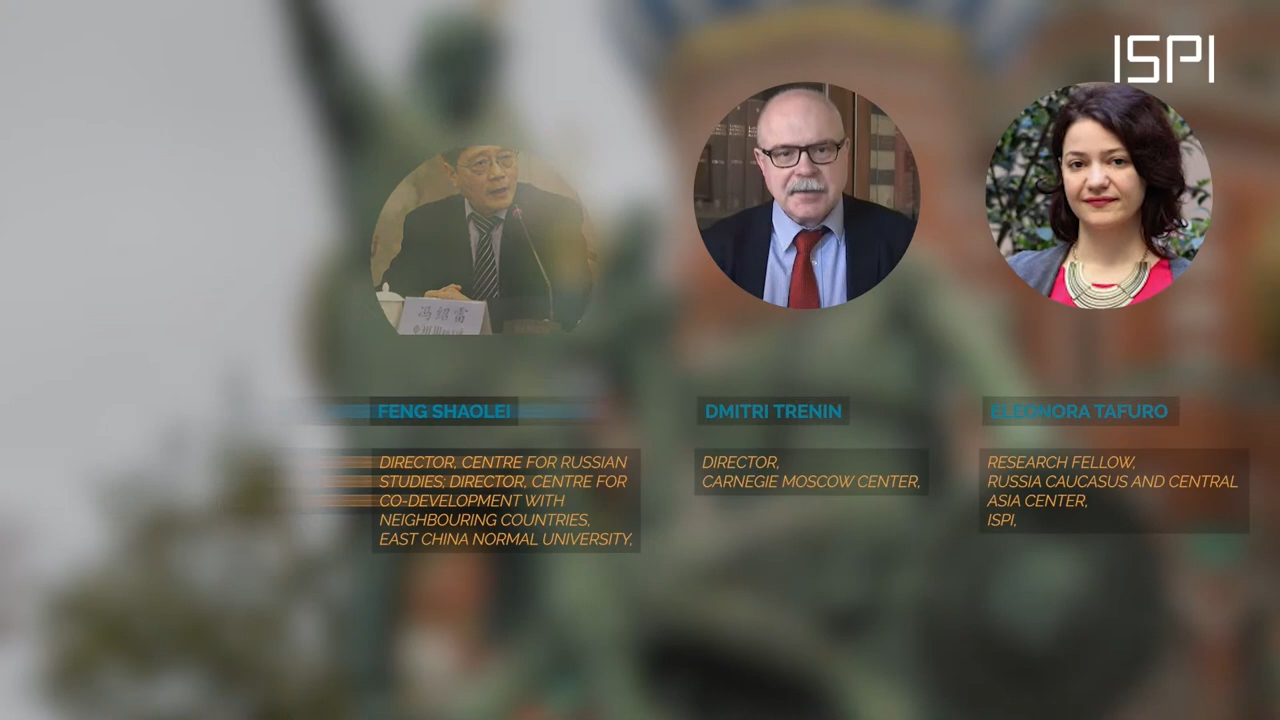 ISPI
冯绍雷
FENG SHAOLEI
DIRECTOR, CENTRE FOR RUSSIAN
STUDIES; DIRECTOR, CENTRE FOR
CO-DEVELOPMENT WITH
NEIGHBOURING COUNTRIES,
EAST CHINA NORMAL UNIVERSITY,
DMITRI TRENIN
DIRECTOR,
CARNEGIE MOSCOW CENTER,
ELEONORA TAFURO
RESEARCH FELLOW,
RUSSIA CAUCASUS AND CENTRAL
ASIA CENTER,
ISPI,